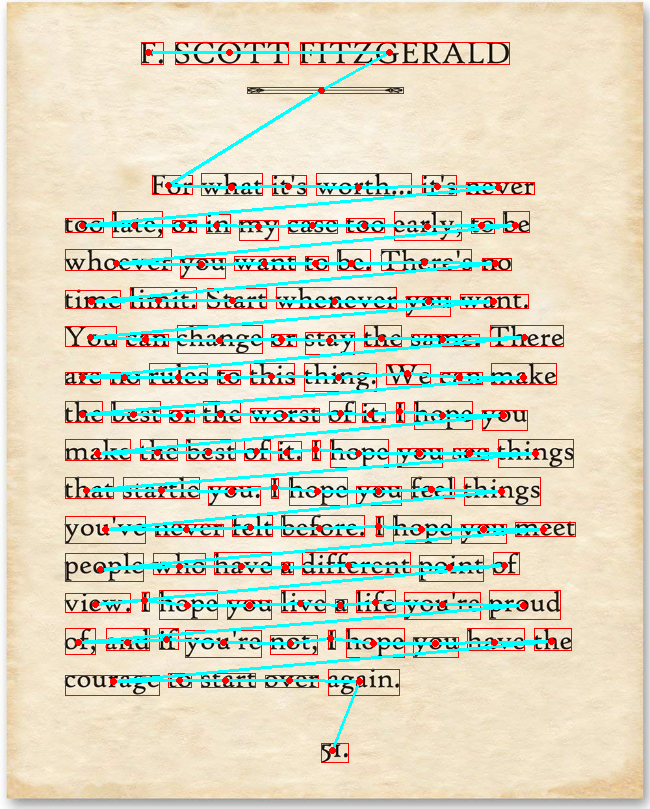 F. SCOTT FITZGERALD
For what it's worth... it's never
too late, or in my case too early, to be
whoever you want to be. There's no
time limit. Start whenever you want.
You can change or stay the same. There
are no rules to this thing. We can make
the best or the worst of it. I hope you
make the best of it. I hope you see things
that startle you. I hope you feel things
you've never felt before. I hope you meet
people who have a different point of
view. I hope you live a life you're proud
of, and if you're not, I hope you have the
courage to start over again.
51.